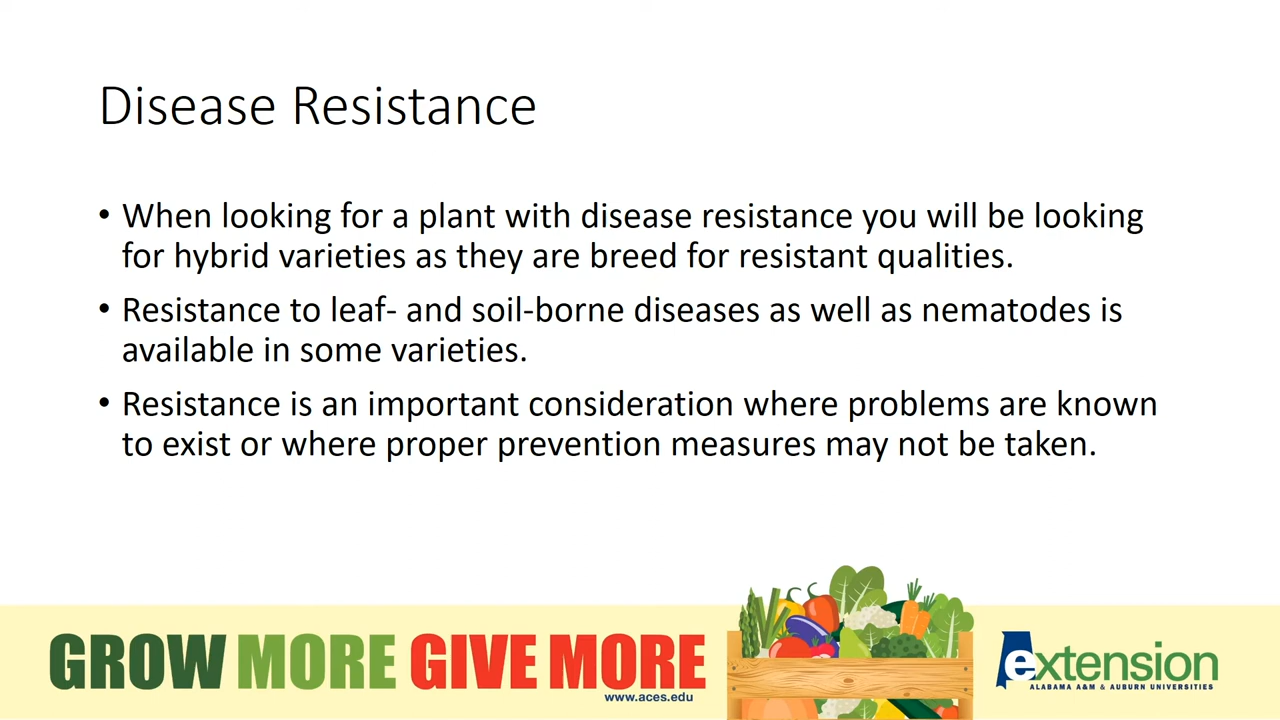 Disease Resistance
• When looking for a plant with disease resistance you will be looking
for hybrid varieties as they are breed for resistant qualities.
• Resistance to leaf- and soil-borne diseases as well as nematodes is
available in some varieties.
• Resistance is an important consideration where problems are known
to exist or where proper prevention measures may not be taken.
GROW MORE GIVE MORE
www.aces.edu
extension
ALABAMA A&M & AUBURN UNIVERSITIES